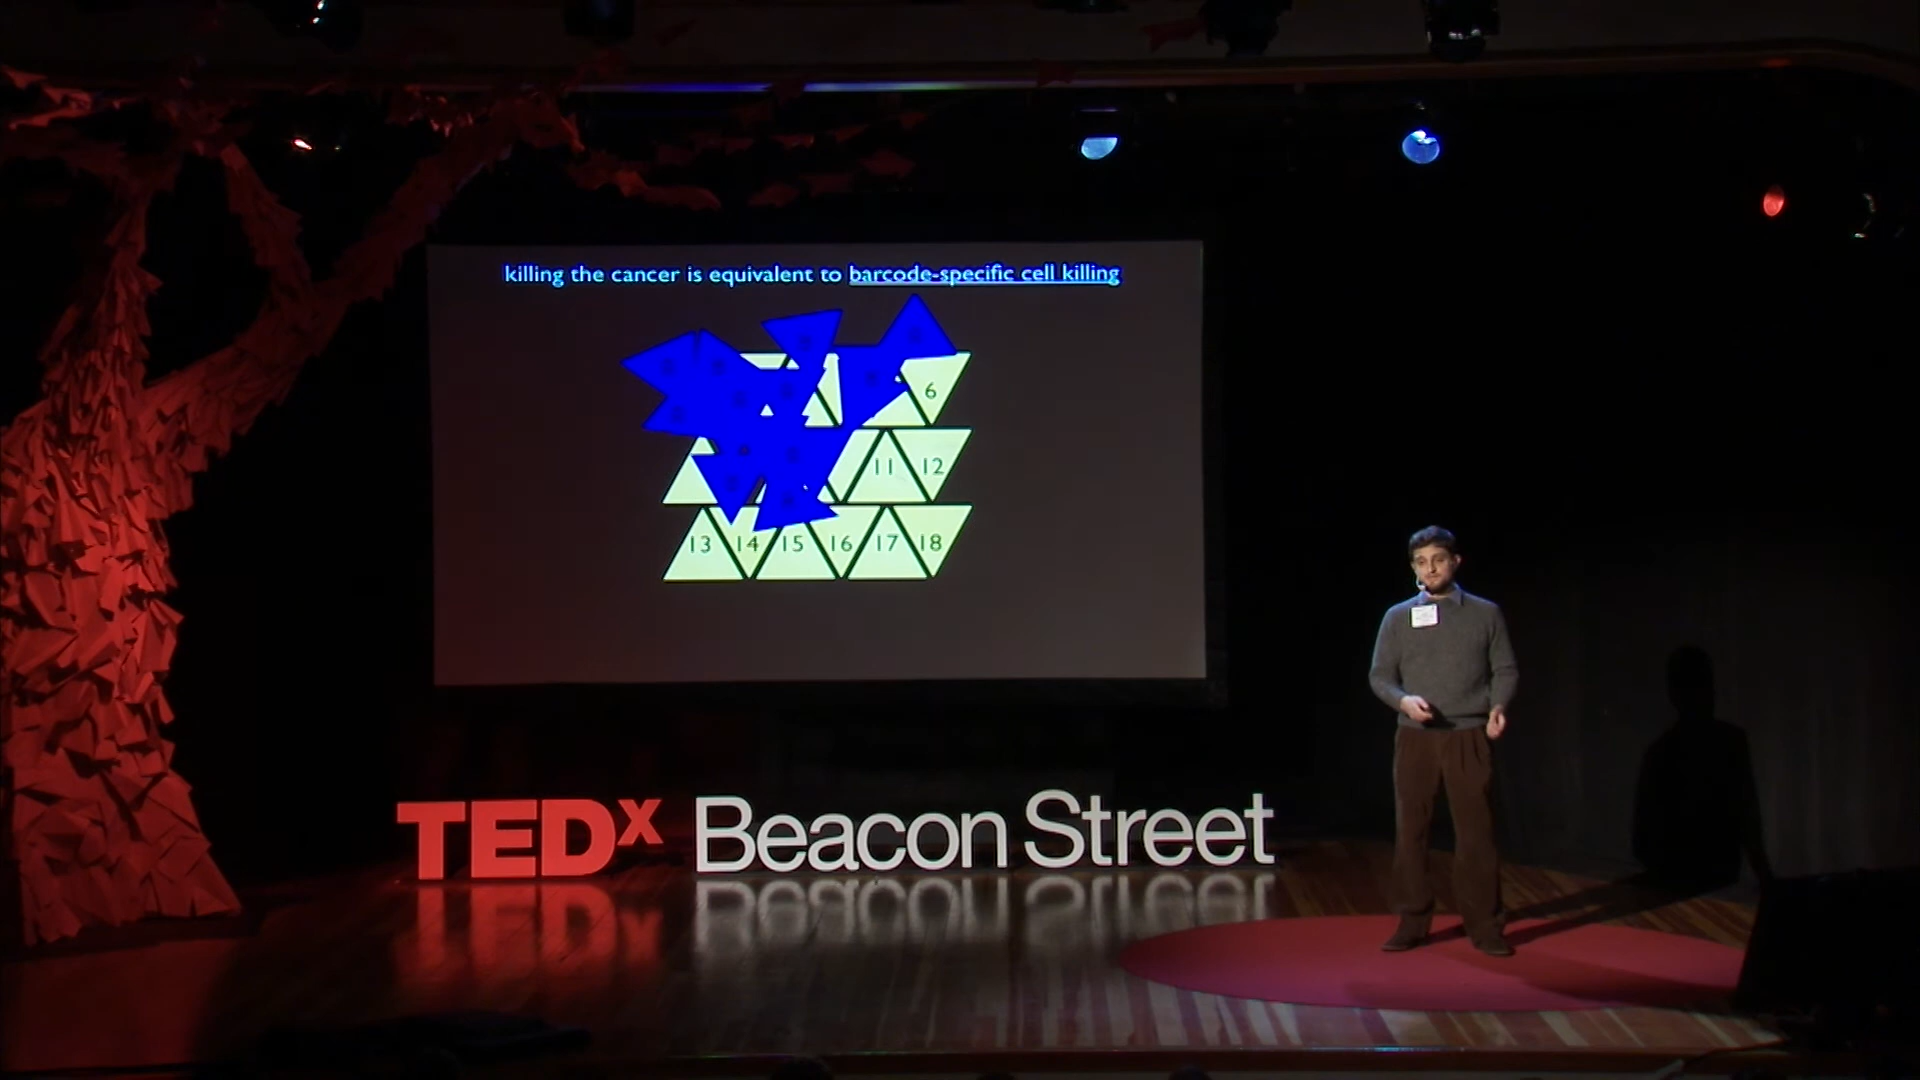 killing the cancer is equivalent to barcode-specific cell killing
6
11 12
13 14 15 16 17 18
TEDx Beacon Street